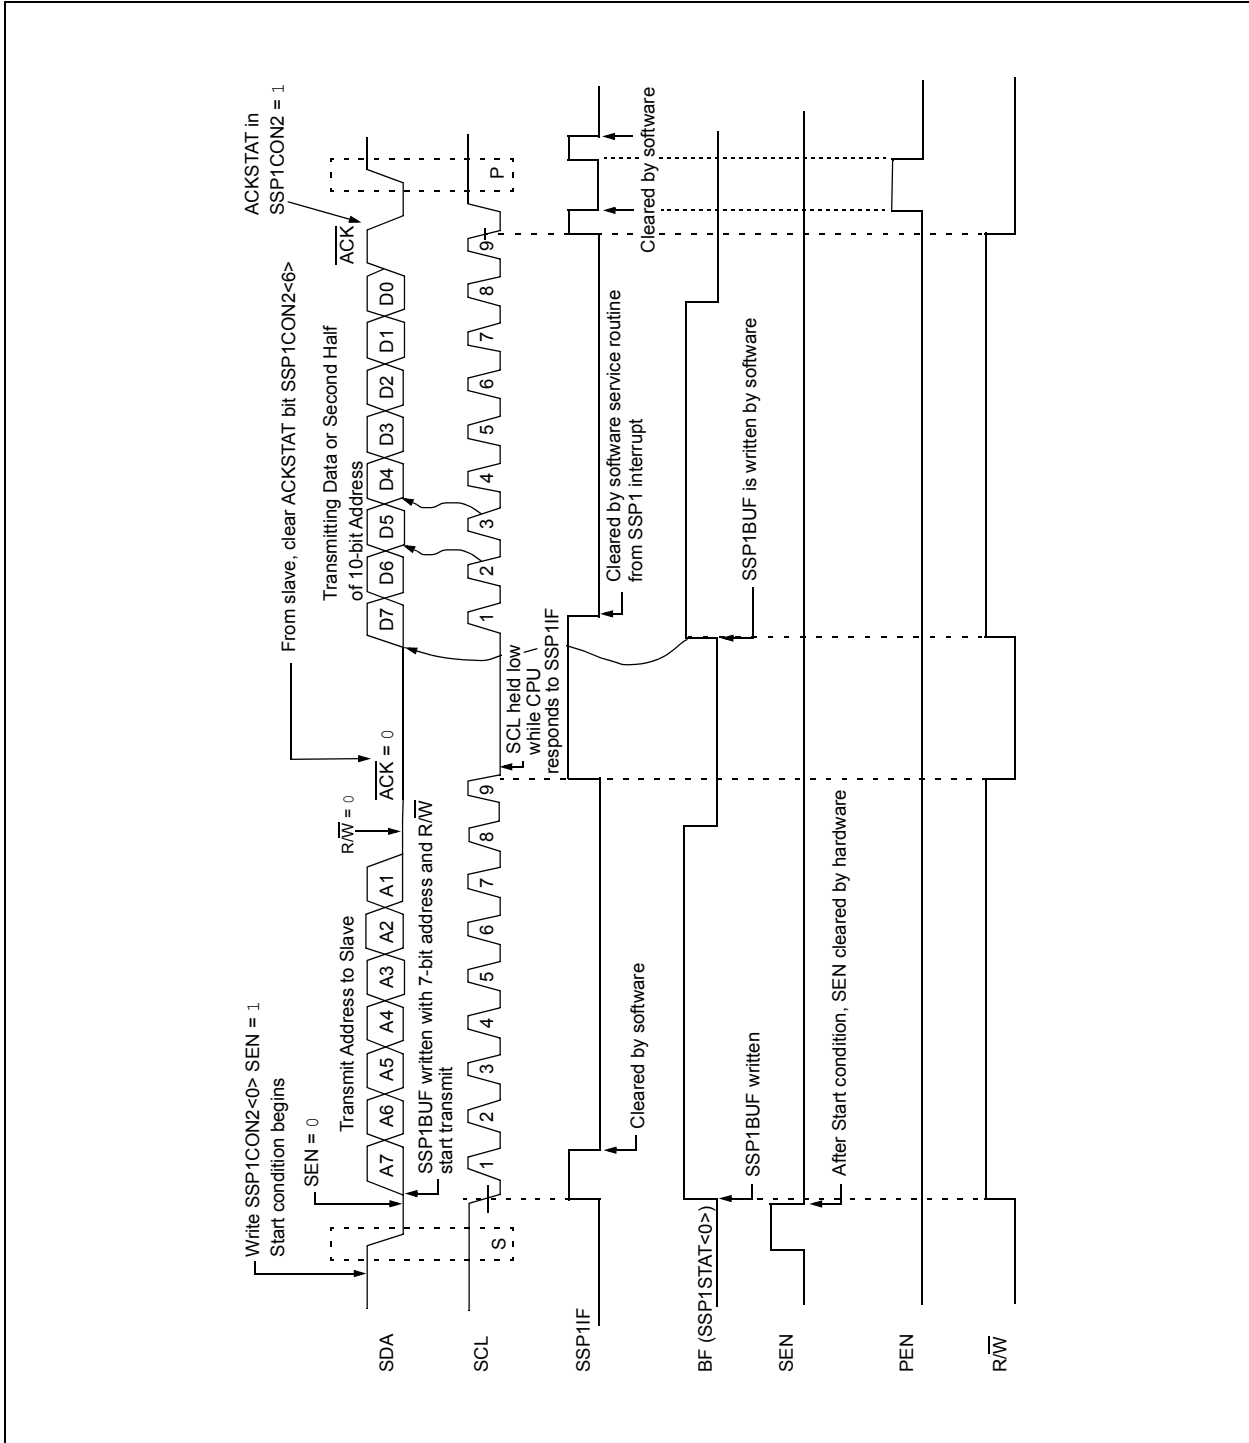 Write SSP1CON2<0> SEN = 1
Start condition begins
SEN = 0
From slave, clear ACKSTAT bit SSP1CON2<6>
ACKSTAT in
SSP1CON2 = 1
Transmit Address to Slave
R/W = 0
ACK = 0
Transmitting Data or Second Half
of 10-bit Address
ACK
SDA
A7 A6 A5 A4 A3 A2 A1
D7 D6 D5 D4 D3 D2 D1 D0
SSP1BUF written with 7-bit address and R/W
start transmit
SCL
S
1 2 3 4 5 6 7 8 9
1 2 3 4 5 6 7 8 9
P
SCL held low
while CPU
responds to SSP1IF
SSP1IF
Cleared by software
Cleared by software service routine
from SSP1 interrupt
Cleared by software
BF (SSP1STAT<0>)
SSP1BUF written
SSP1BUF is written by software
SEN
After Start condition, SEN cleared by hardware
PEN
R/W